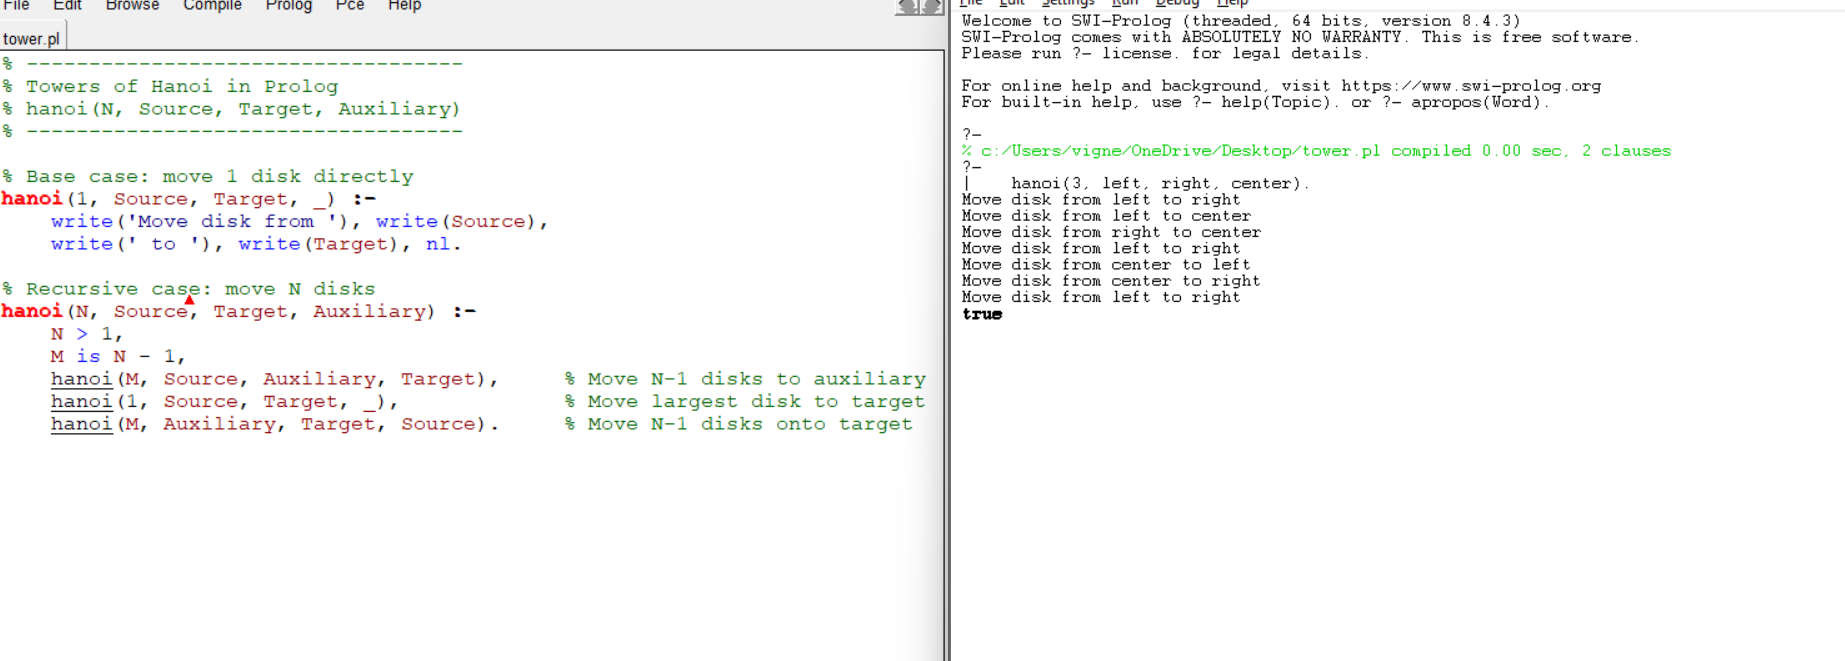 File Edit Browse Compile Prolog Pce Help
tower.pl
% -----------------------------------
% Towers of Hanoi in Prolog
% hanoi(N, Source, Target, Auxiliary)
% -----------------------------------
% Base case: move 1 disk directly
hanoi(1, Source, Target, _) :-
    write('Move disk from '), write(Source),
    write(' to '), write(Target), nl.
% Recursive case: move N disks
hanoi(N, Source, Target, Auxiliary) :-
    N > 1,
    M is N - 1,
    hanoi(M, Source, Auxiliary, Target),     % Move N-1 disks to auxiliary
    hanoi(1, Source, Target, _),             % Move largest disk to target
    hanoi(M, Auxiliary, Target, Source).     % Move N-1 disks onto target
File Edit Settings Run Debug Help
Welcome to SWI-Prolog (threaded, 64 bits, version 8.4.3)
SWI-Prolog comes with ABSOLUTELY NO WARRANTY. This is free software.
Please run ?- license. for legal details.
For online help and background, visit https://www.swi-prolog.org
For built-in help, use ?- help(Topic). or ?- apropos(Word).
?-
% c:/Users/vigne/OneDrive/Desktop/tower.pl compiled 0.00 sec, 2 clauses
?-
|    hanoi(3, left, right, center).
Move disk from left to right
Move disk from left to center
Move disk from right to center
Move disk from left to right
Move disk from center to left
Move disk from center to right
Move disk from left to right
true